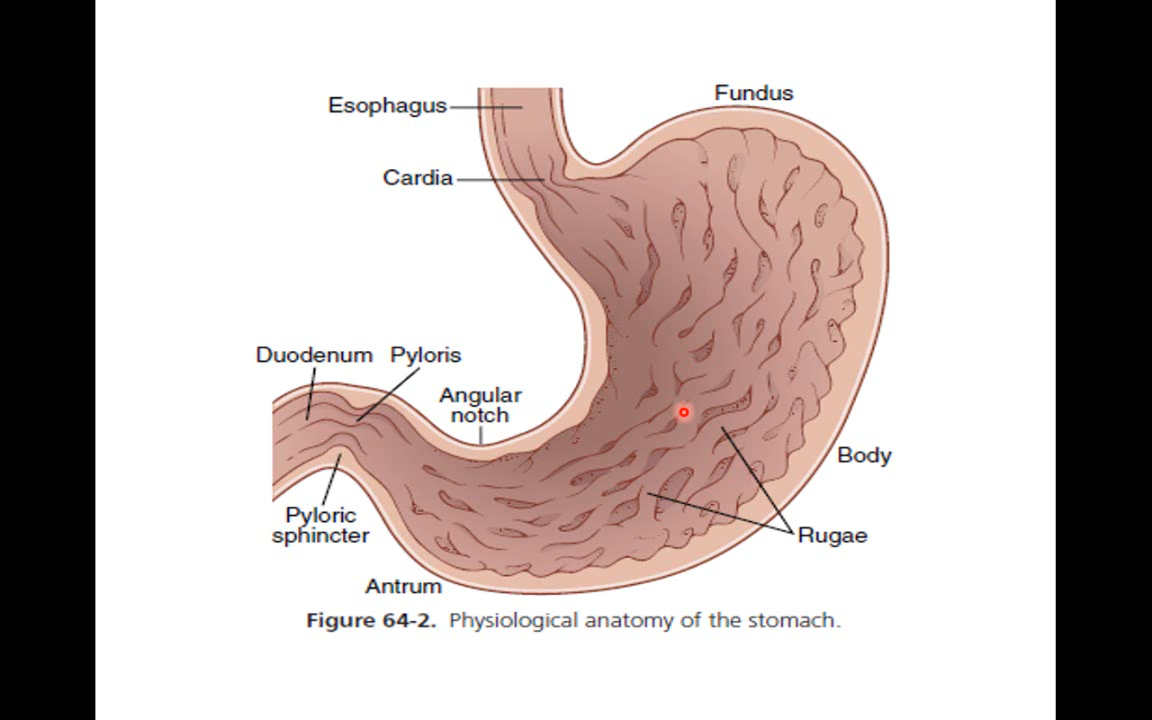 Fundus
Esophagus
Cardia
Duodenum
Pyloris
Angular
notch
Body
Pyloric
sphincter
Rugae
Antrum
Figure 64-2. Physiological anatomy of the stomach.